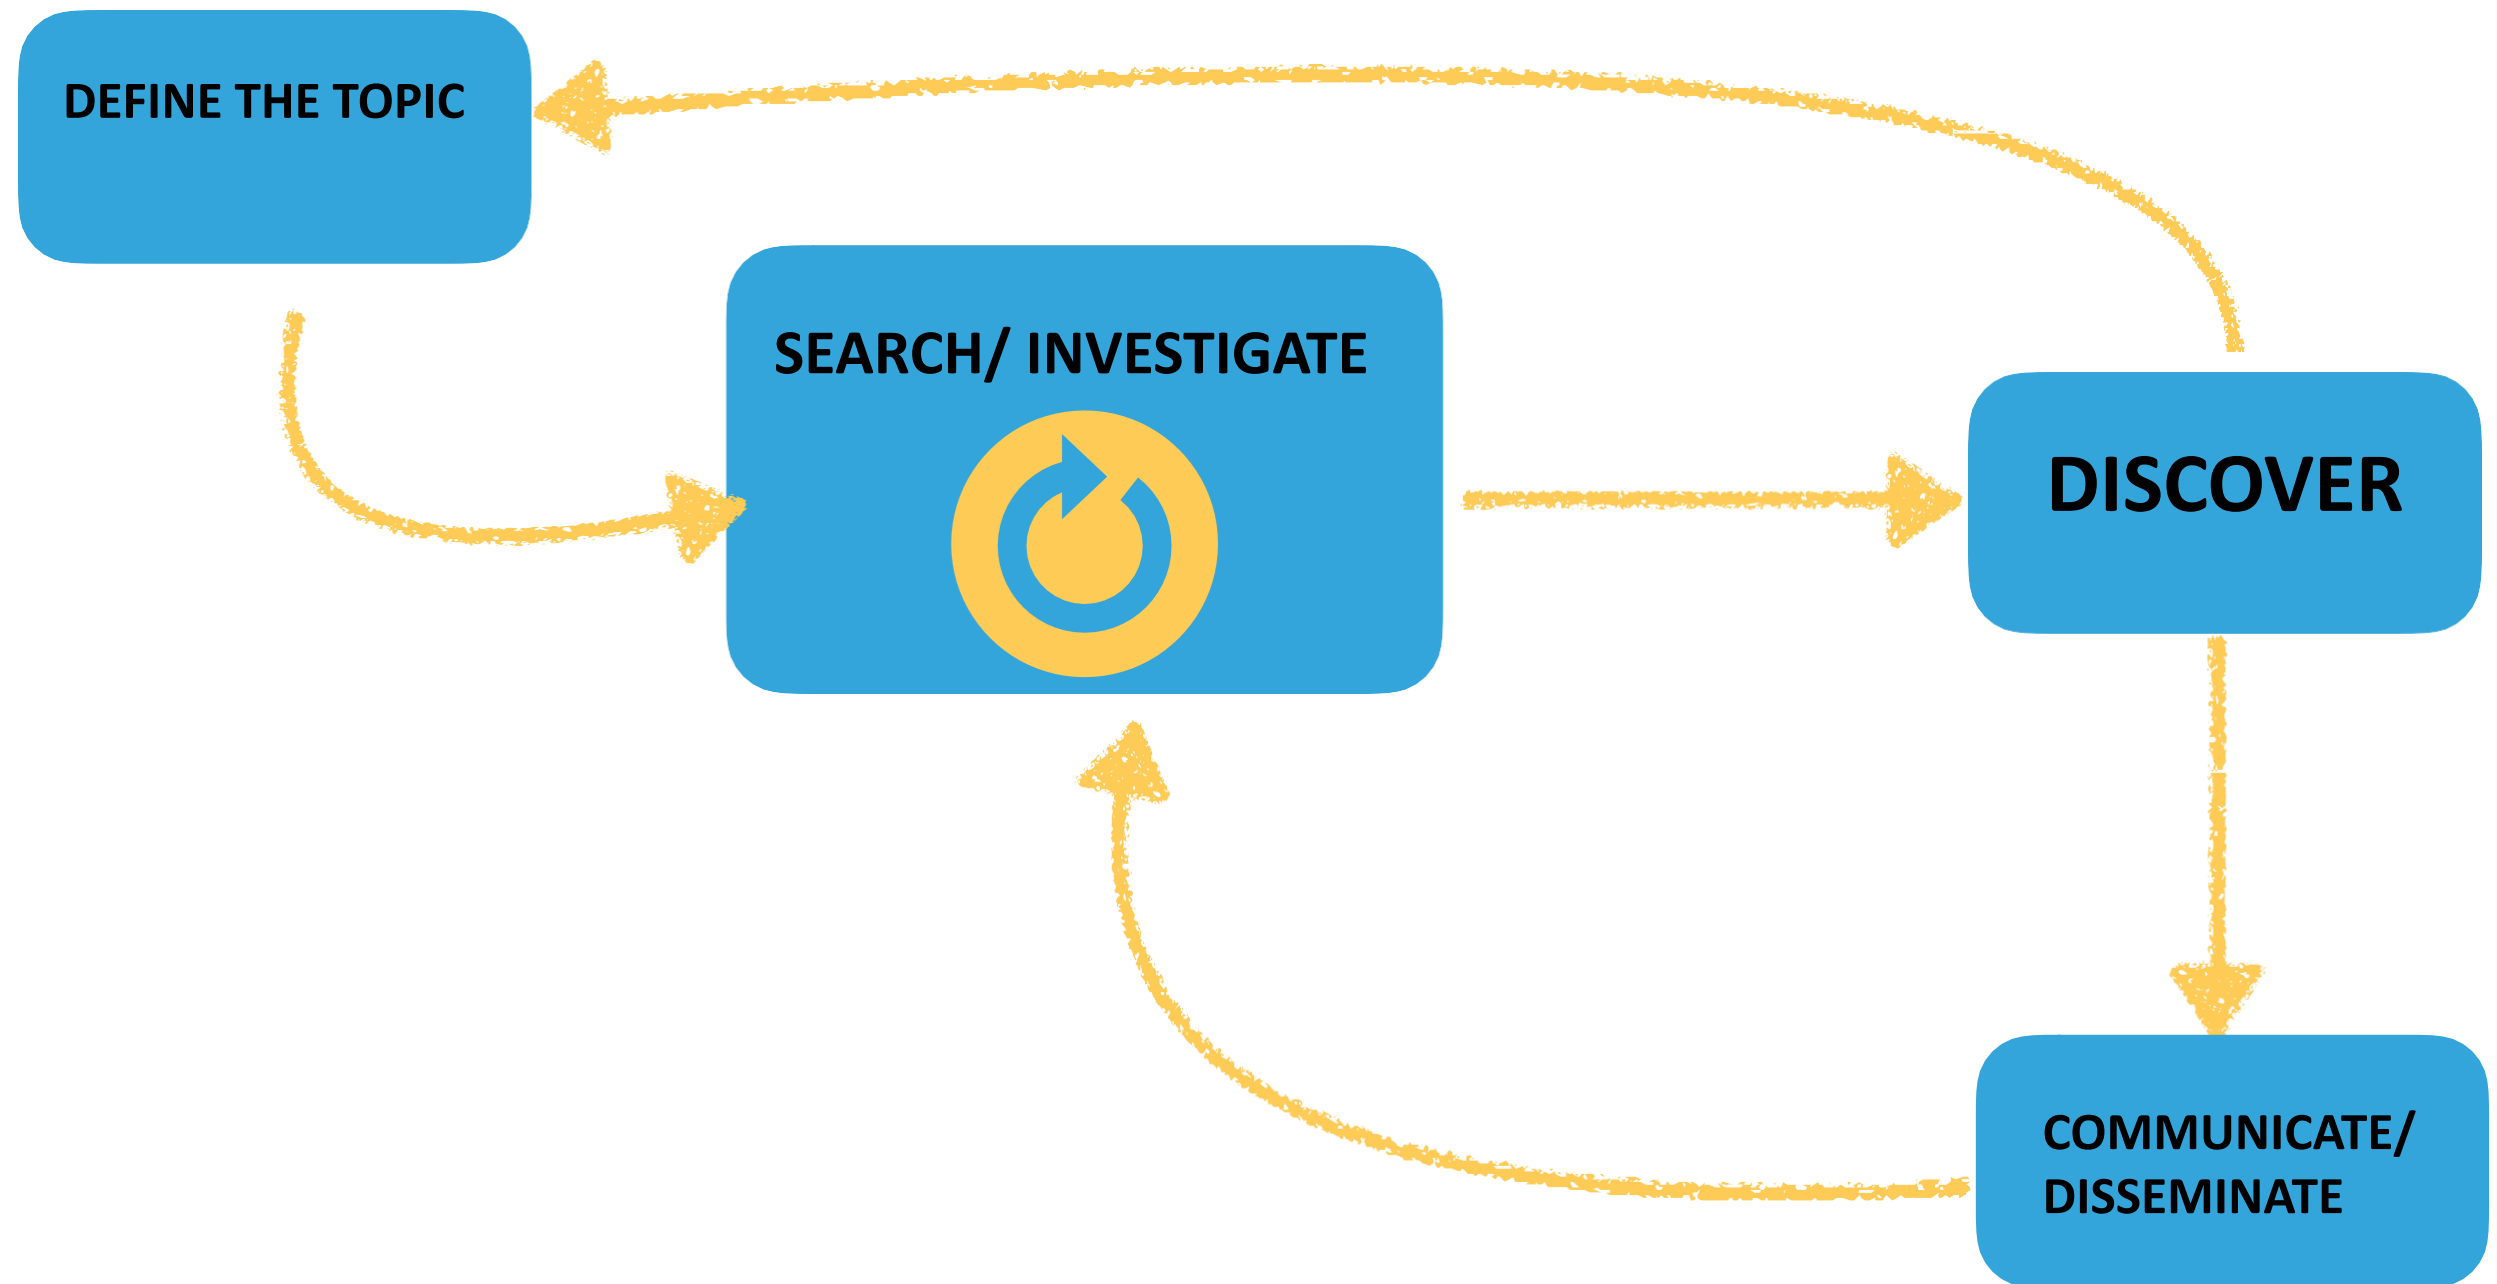 DEFINE THE TOPIC
SEARCH/ INVESTIGATE
DISCOVER
COMMUNICATE/
DISSEMINATE